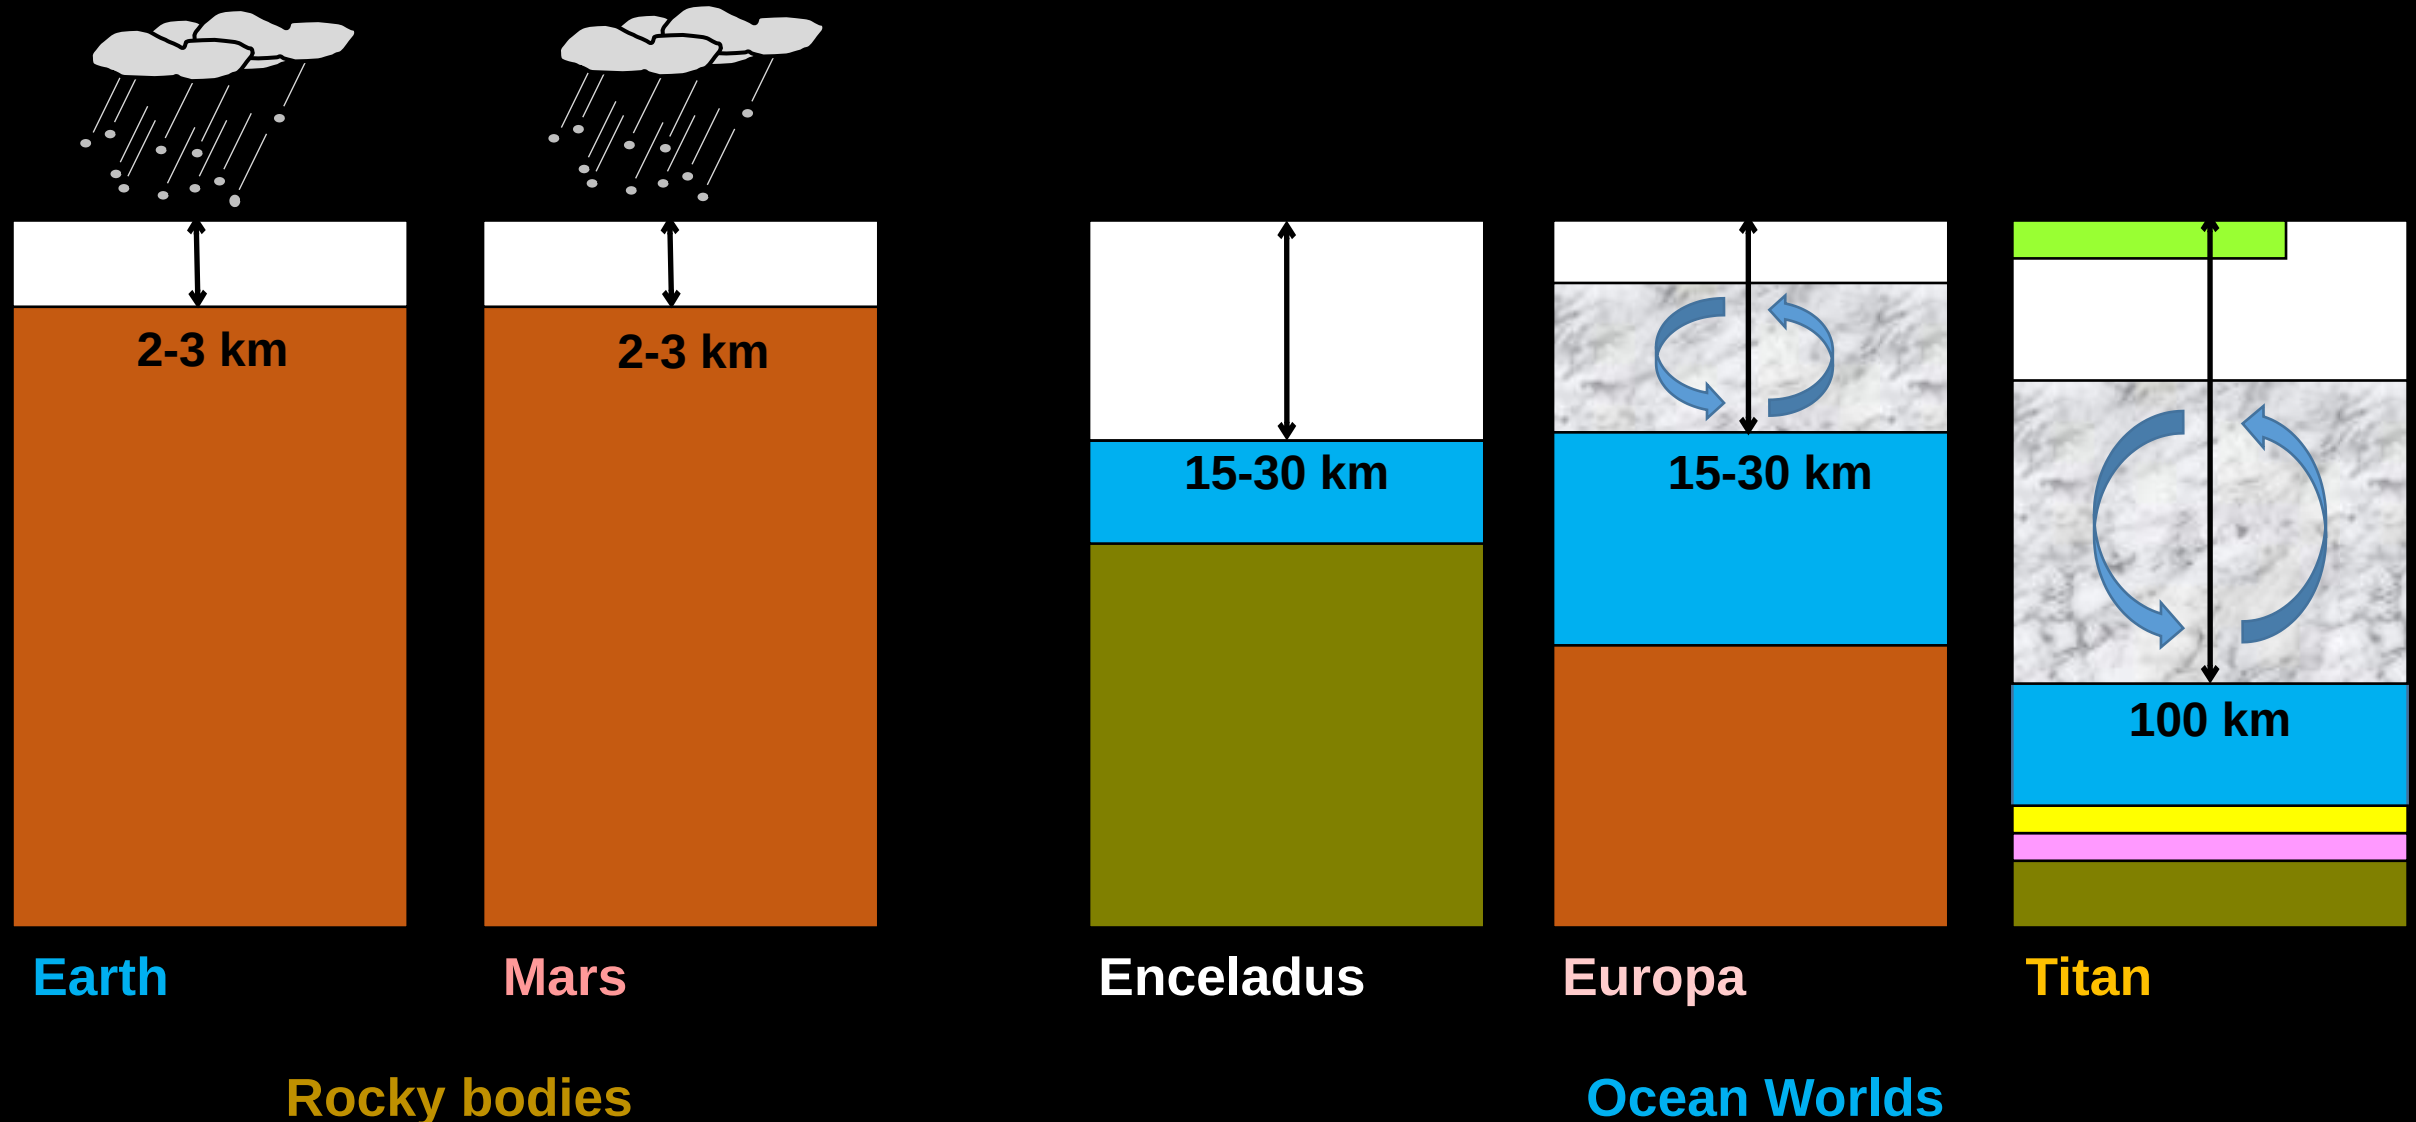 2-3 km
2-3 km
15-30 km
15-30 km
100 km
Earth
Mars
Enceladus
Europa
Titan
Rocky bodies
Ocean Worlds